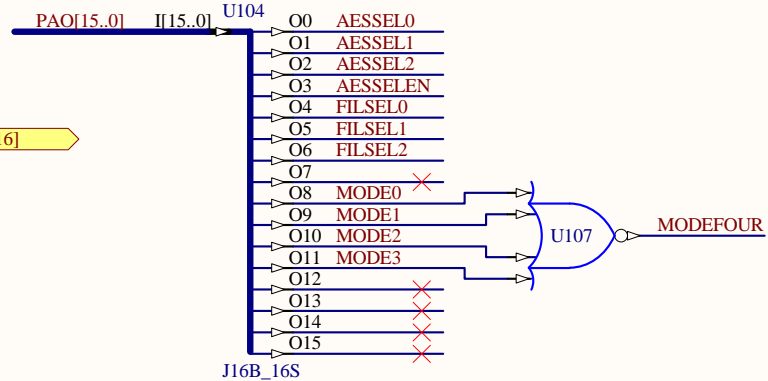 U104
PAO[15..0] I[15..0] O0 AESSEL0
O1 AESSEL1
O2 AESSEL2
O3 AESSELEN
O4 FILSEL0
O5 FILSEL1
16] O6 FILSEL2
O7
O8 MODE0
O9 MODE1
O10 MODE2 U107 MODEFOUR
O11 MODE3
O12
O13
O14
O15
J16B_16S